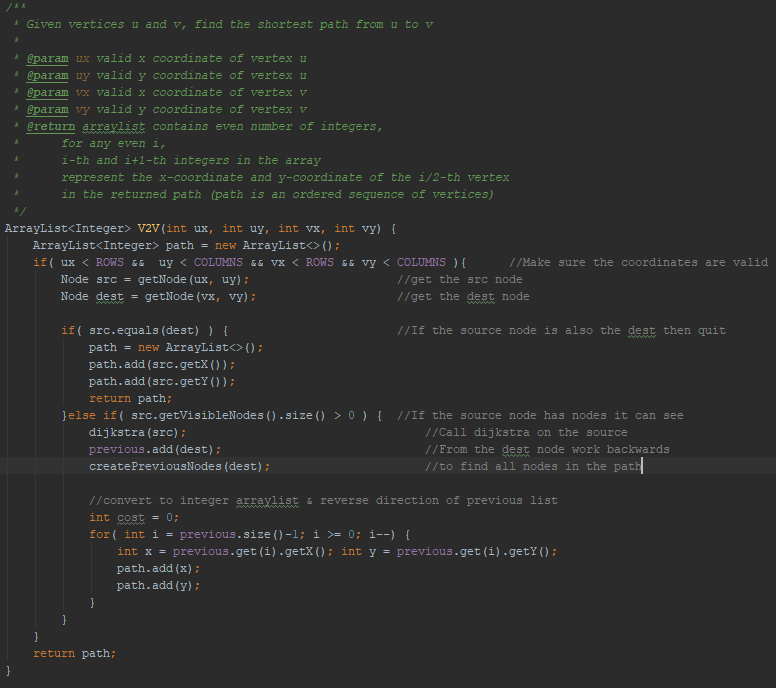 /**
 * Given vertices u and v, find the shortest path from u to v
 *
 * @param ux valid x coordinate of vertex u
 * @param uy valid y coordinate of vertex u
 * @param vx valid x coordinate of vertex v
 * @param vy valid y coordinate of vertex v
 * @return arraylist contains even number of integers,
 *      for any even i,
 *      i-th and i+1-th integers in the array
 *      represent the x-coordinate and y-coordinate of the i/2-th vertex
 *      in the returned path (path is an ordered sequence of vertices)
 */
ArrayList<Integer> V2V(int ux, int uy, int vx, int vy) {
    ArrayList<Integer> path = new ArrayList<>();
    if( ux < ROWS &&  uy < COLUMNS && vx < ROWS && vy < COLUMNS ){      //Make sure the coordinates are valid
        Node src = getNode(ux, uy);                     //get the src node
        Node dest = getNode(vx, vy);                    //get the dest node

        if( src.equals(dest) ) {                        //If the source node is also the dest then quit
            path = new ArrayList<>();
            path.add(src.getX());
            path.add(src.getY());
            return path;
        }else if( src.getVisibleNodes().size() > 0 ) {  //If the source node has nodes it can see
            dijkstra(src);                                  //Call dijkstra on the source
            previous.add(dest);                             //From the dest node work backwards
            createPreviousNodes(dest);                      //to find all nodes in the path

            //convert to integer arraylist & reverse direction of previous list
            int cost = 0;
            for( int i = previous.size()-1; i >= 0; i--) {
                int x = previous.get(i).getX(); int y = previous.get(i).getY();
                path.add(x);
                path.add(y);
            }
        }
    }
    return path;
}